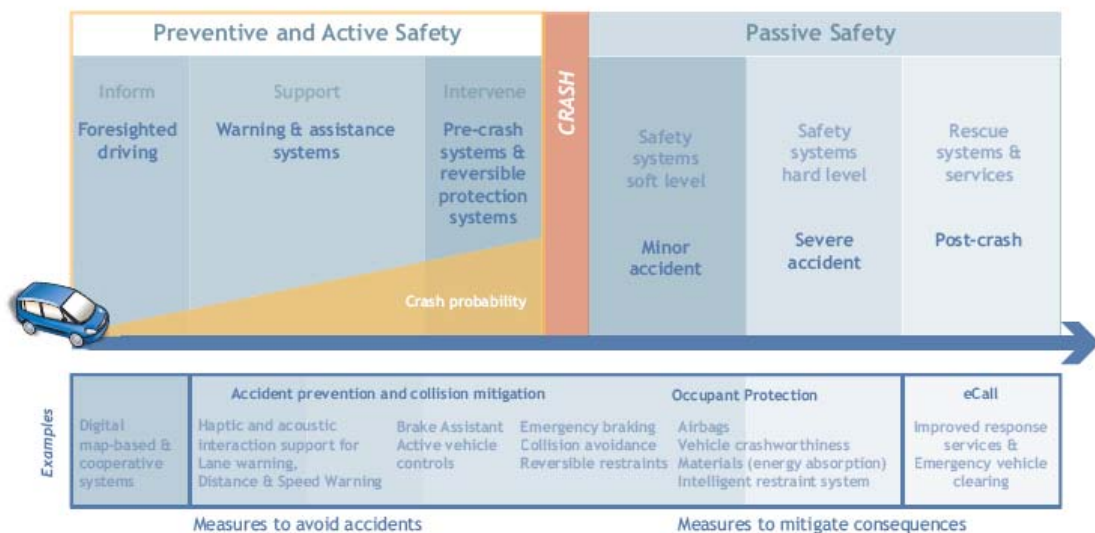 Preventive and Active Safety
CRASH
Passive Safety
Inform
Foresighted
driving
Support
Warning & assistance
systems
Intervene
Pre-crash
systems &
reversible
protection
systems
Safety
systems
soft level
Minor
accident
Safety
systems
hard level
Severe
accident
Rescue
systems &
services
Post-crash
Crash probability
Examples
Digital
map-based &
cooperative
systems
Accident prevention and collision mitigation
Haptic and acoustic
interaction support for
Lane warning,
Distance & Speed Warning
Brake Assistant
Active vehicle
controls
Emergency braking
Collision avoidance
Reversible restraints
Occupant Protection
Airbags
Vehicle crashworthiness
Materials (energy absorption)
Intelligent restraint system
eCall
Improved response
services &
Emergency vehicle
clearing
Measures to avoid accidents
Measures to mitigate consequences